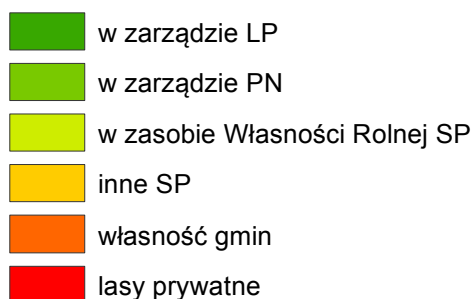 w zarządzie LP
w zarządzie PN
w zasobie Własności Rolnej SP
inne SP
własność gmin
lasy prywatne